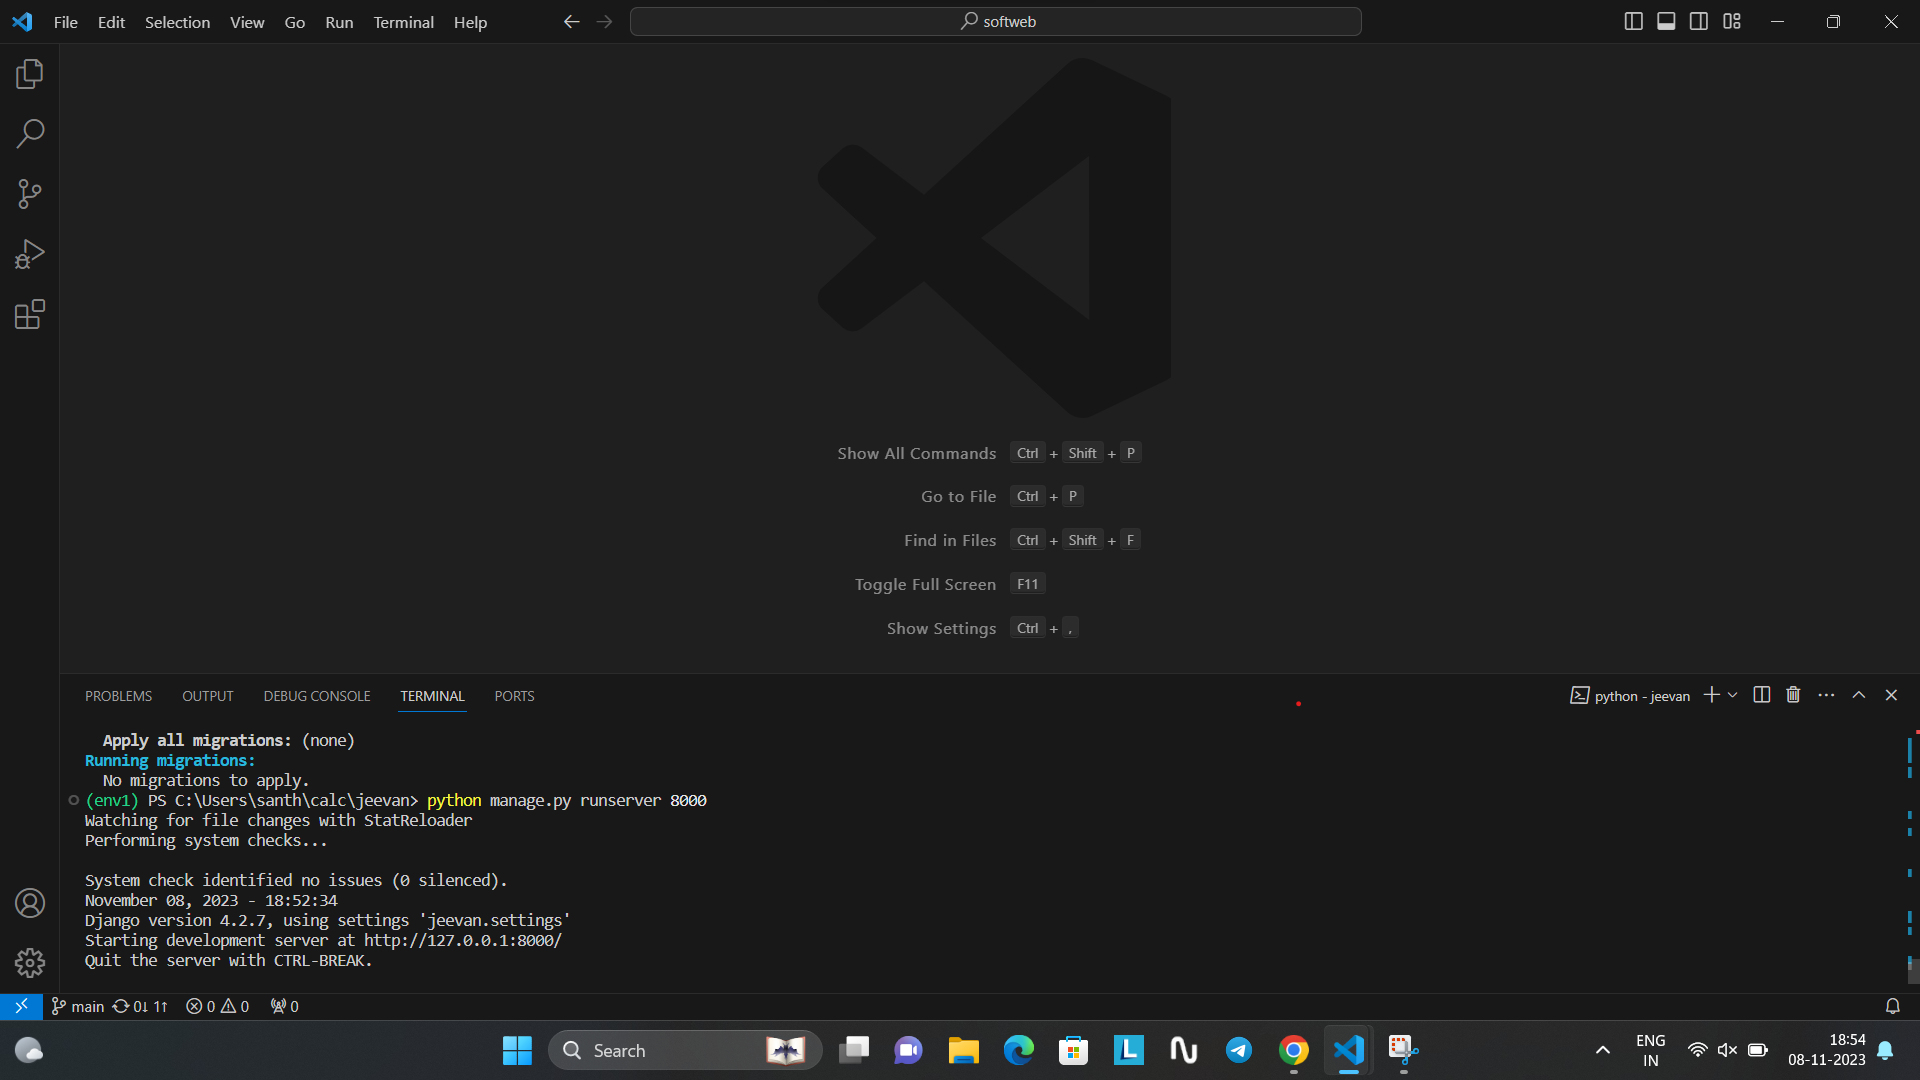 File Edit Selection View Go Run Terminal Help
softweb
Show All Commands Ctrl + Shift + P
Go to File Ctrl + P
Find in Files Ctrl + Shift + F
Toggle Full Screen F11
Show Settings Ctrl + ,
PROBLEMS OUTPUT DEBUG CONSOLE TERMINAL PORTS
python - jeevan
Apply all migrations: (none)
Running migrations:
No migrations to apply.
(env1) PS C:\Users\santh\calc\jeevan> python manage.py runserver 8000
Watching for file changes with StatReloader
Performing system checks...
System check identified no issues (0 silenced).
November 08, 2023 - 18:52:34
Django version 4.2.7, using settings 'jeevan.settings'
Starting development server at http://127.0.0.1:8000/
Quit the server with CTRL-BREAK.
main 0↓ 1↑ 0 0 0
Search
L
ENG
IN
18:54
08-11-2023